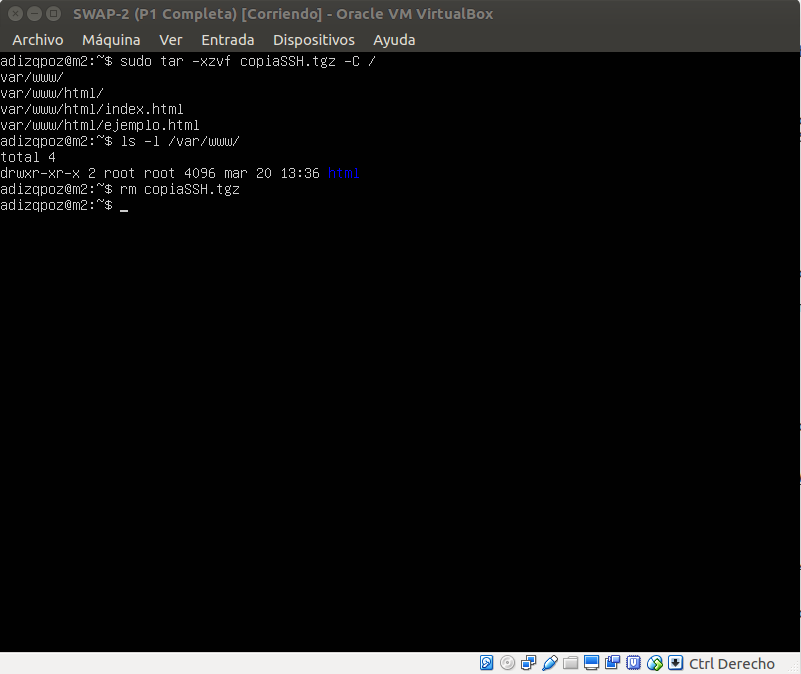 SWAP-2 (P1 Completa) [Corriendo] - Oracle VM VirtualBox
Archivo Máquina Ver Entrada Dispositivos Ayuda
adizqpoz@m2:~$ sudo tar -xzvf copiaSSH.tgz -C /
var/www/
var/www/html/
var/www/html/index.html
var/www/html/ejemplo.html
adizqpoz@m2:~$ ls -l /var/www/
total 4
drwxr-xr-x 2 root root 4096 mar 20 13:36 html
adizqpoz@m2:~$ rm copiaSSH.tgz
adizqpoz@m2:~$ _
Ctrl Derecho